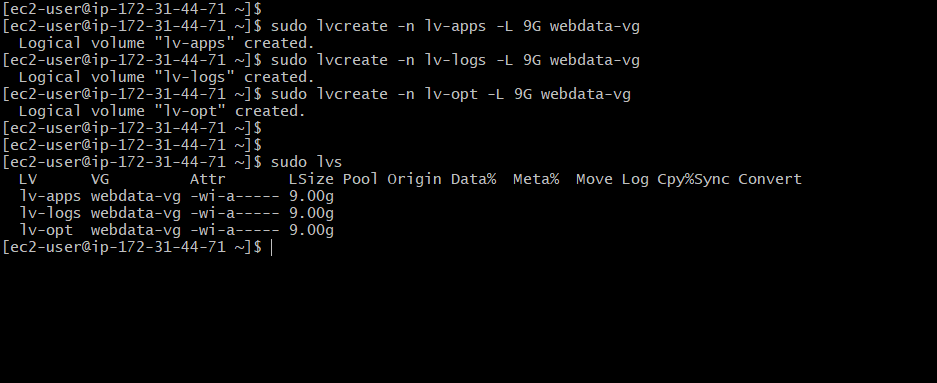 [ec2-user@ip-172-31-44-71 ~]$
[ec2-user@ip-172-31-44-71 ~]$ sudo lvcreate -n lv-apps -L 9G webdata-vg
  Logical volume "lv-apps" created.
[ec2-user@ip-172-31-44-71 ~]$ sudo lvcreate -n lv-logs -L 9G webdata-vg
  Logical volume "lv-logs" created.
[ec2-user@ip-172-31-44-71 ~]$ sudo lvcreate -n lv-opt -L 9G webdata-vg
  Logical volume "lv-opt" created.
[ec2-user@ip-172-31-44-71 ~]$
[ec2-user@ip-172-31-44-71 ~]$
[ec2-user@ip-172-31-44-71 ~]$ sudo lvs
  LV      VG         Attr       LSize Pool Origin Data%  Meta%  Move Log Cpy%Sync Convert
  lv-apps webdata-vg -wi-a----- 9.00g
  lv-logs webdata-vg -wi-a----- 9.00g
  lv-opt  webdata-vg -wi-a----- 9.00g
[ec2-user@ip-172-31-44-71 ~]$